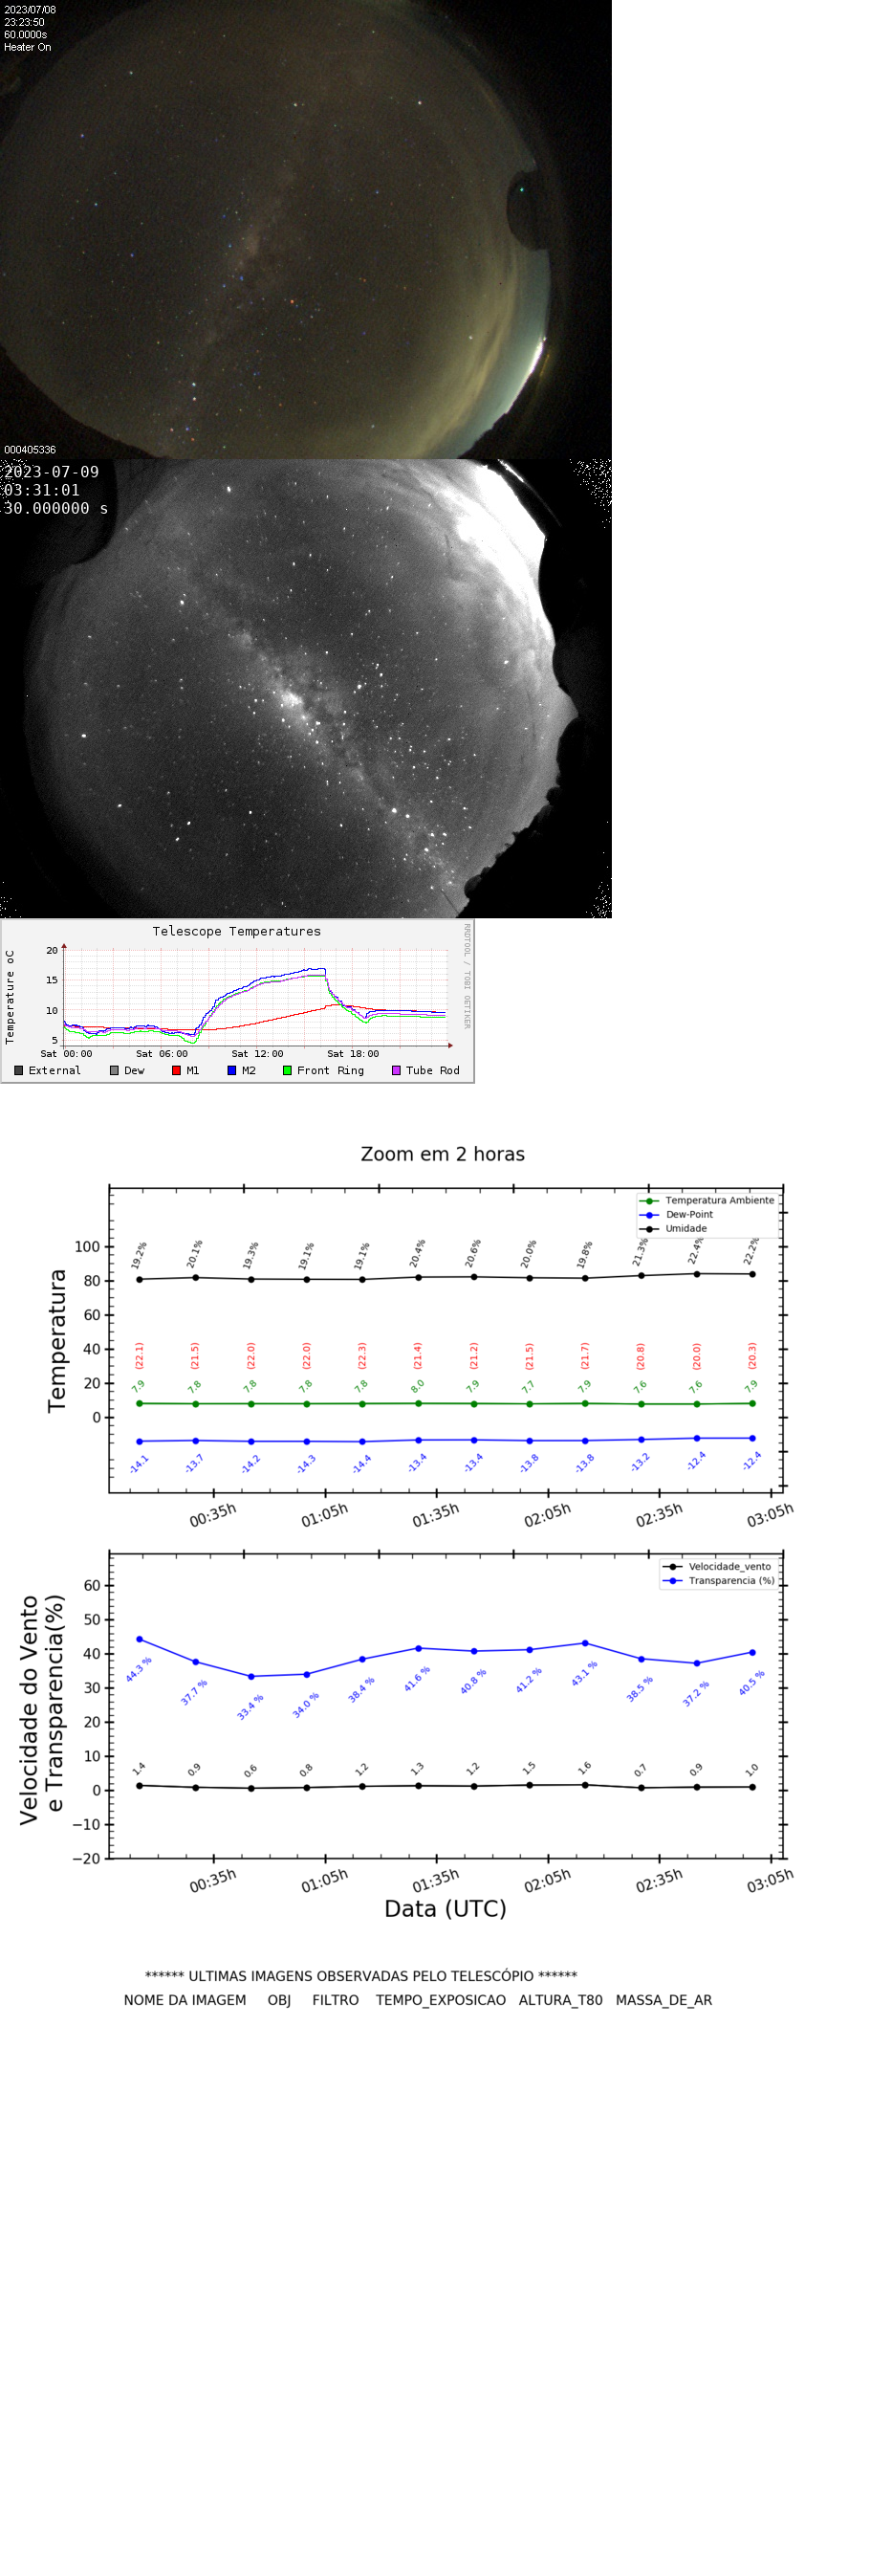 2023/07/08
23:23:50
60.0000s
Heater On
000405336
2023-07-09
03:31:01
30.000000 s
Telescope Temperatures
Temperature oC
RRDTOOL / TOBI OETIKER
20
15
10
5
Sat 00:00 Sat 06:00 Sat 12:00 Sat 18:00
External Dew M1 M2 Front Ring Tube Rod
Zoom em 2 horas
Temperatura
Temperatura Ambiente
Dew-Point
Umidade
100
80
60
40
20
0
19.2% 20.1% 19.3% 19.1% 19.1% 20.4% 20.6% 20.0% 19.8% 21.3% 22.4% 22.2%
(22.1) (21.5) (22.0) (22.0) (22.3) (21.4) (21.2) (21.5) (21.7) (20.8) (20.0) (20.3)
7.9 7.8 7.8 7.8 7.8 8.0 7.9 7.7 7.9 7.6 7.6 7.9
-14.1 -13.7 -14.2 -14.3 -14.4 -13.4 -13.4 -13.8 -13.8 -13.2 -12.4 -12.4
00:35h 01:05h 01:35h 02:05h 02:35h 03:05h
Velocidade do Vento
e Transparencia(%)
Velocidade_vento
Transparencia (%)
60
50
40
30
20
10
0
−10
−20
44.3 % 37.7 % 33.4 % 34.0 % 38.4 % 41.6 % 40.8 % 41.2 % 43.1 % 38.5 % 37.2 % 40.5 %
1.4 0.9 0.6 0.8 1.2 1.3 1.2 1.5 1.6 0.7 0.9 1.0
00:35h 01:05h 01:35h 02:05h 02:35h 03:05h
Data (UTC)
****** ULTIMAS IMAGENS OBSERVADAS PELO TELESCÓPIO ******
NOME DA IMAGEM OBJ FILTRO TEMPO_EXPOSICAO ALTURA_T80 MASSA_DE_AR